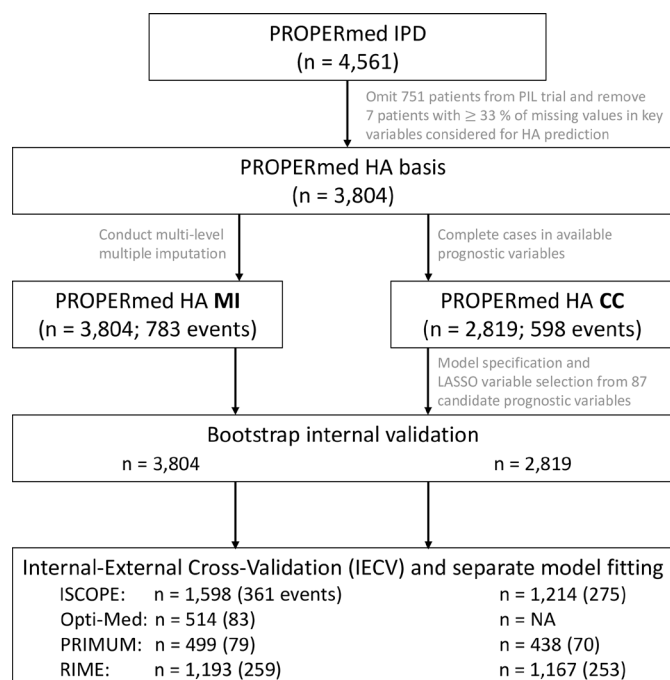 PROPERmed IPD
(n = 4,561)
Omit 751 patients from PIL trial and remove
7 patients with ≥ 33 % of missing values in key
variables considered for HA prediction
PROPERmed HA basis
(n = 3,804)
Conduct multi-level
multiple imputation
Complete cases in available
prognostic variables
PROPERmed HA MI
(n = 3,804; 783 events)
PROPERmed HA CC
(n = 2,819; 598 events)
Model specification and
LASSO variable selection from 87
candidate prognostic variables
Bootstrap internal validation
n = 3,804 n = 2,819
Internal-External Cross-Validation (IECV) and separate model fitting
ISCOPE: n = 1,598 (361 events) n = 1,214 (275)
Opti-Med: n = 514 (83) n = NA
PRIMUM: n = 499 (79) n = 438 (70)
RIME: n = 1,193 (259) n = 1,167 (253)